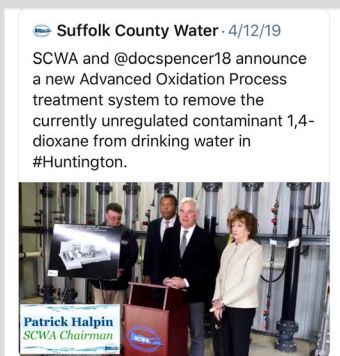 Suffolk County Water · 4/12/19
SCWA and @docspencer18 announce
a new Advanced Oxidation Process
treatment system to remove the
currently unregulated contaminant 1,4-
dioxane from drinking water in
#Huntington.
SCWA
Patrick Halpin
SCWA Chairman